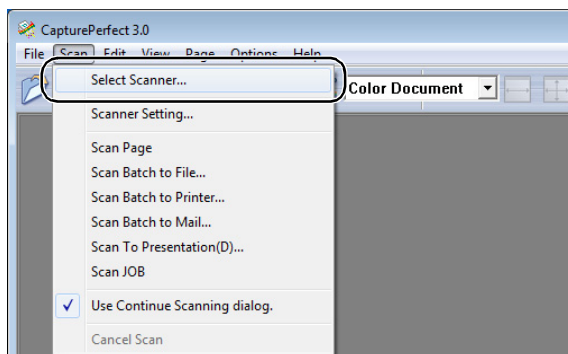 CapturePerfect 3.0
File Scan Edit View Page Options Help
Select Scanner...
Color Document
Scanner Setting...
Scan Page
Scan Batch to File...
Scan Batch to Printer...
Scan Batch to Mail...
Scan To Presentation(D)...
Scan JOB
Use Continue Scanning dialog.
Cancel Scan